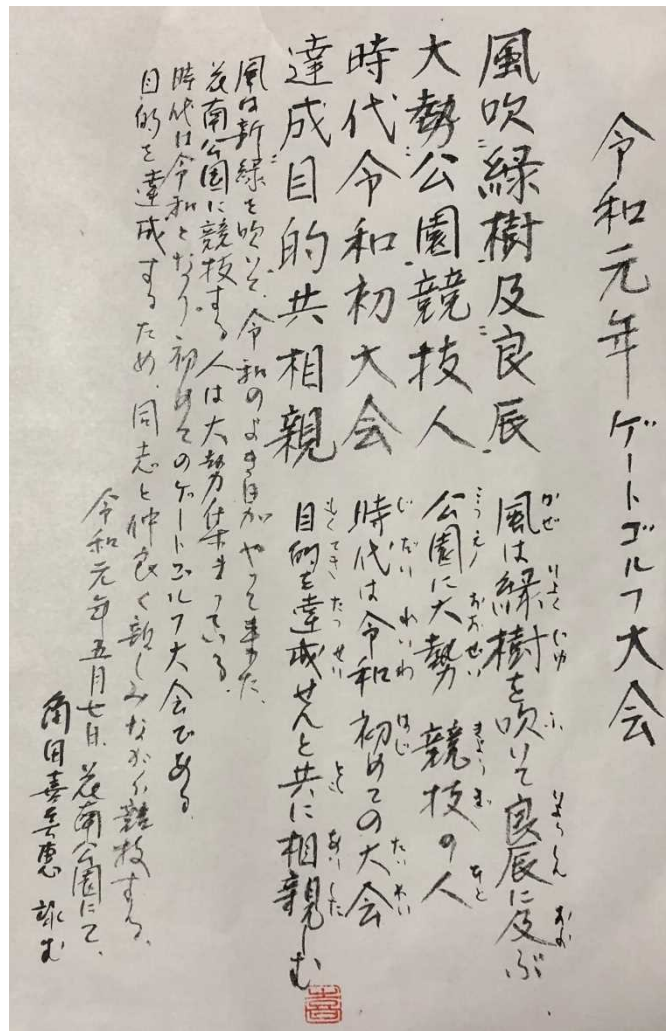 令和元年 ゲートゴルフ大会
風吹緑樹及良辰
大勢公園競技人
時代令和初大会
達成目的共相親
風は緑樹を吹いて良辰に及ぶ
公園に大勢 競技の人
時代は令和初めての大会
目的を達成せんと共に相親しむ
風は新緑を吹いて、令和のよき日がやって来た、
花南公園に競技する人は大勢集まっている、
時代は令和となり、初めてのゲートゴルフ大会である
目的を達成するため、同志と仲良く親しみながら競技する、
令和元年五月七日、花南公園にて、
角田喜 恵 詠む